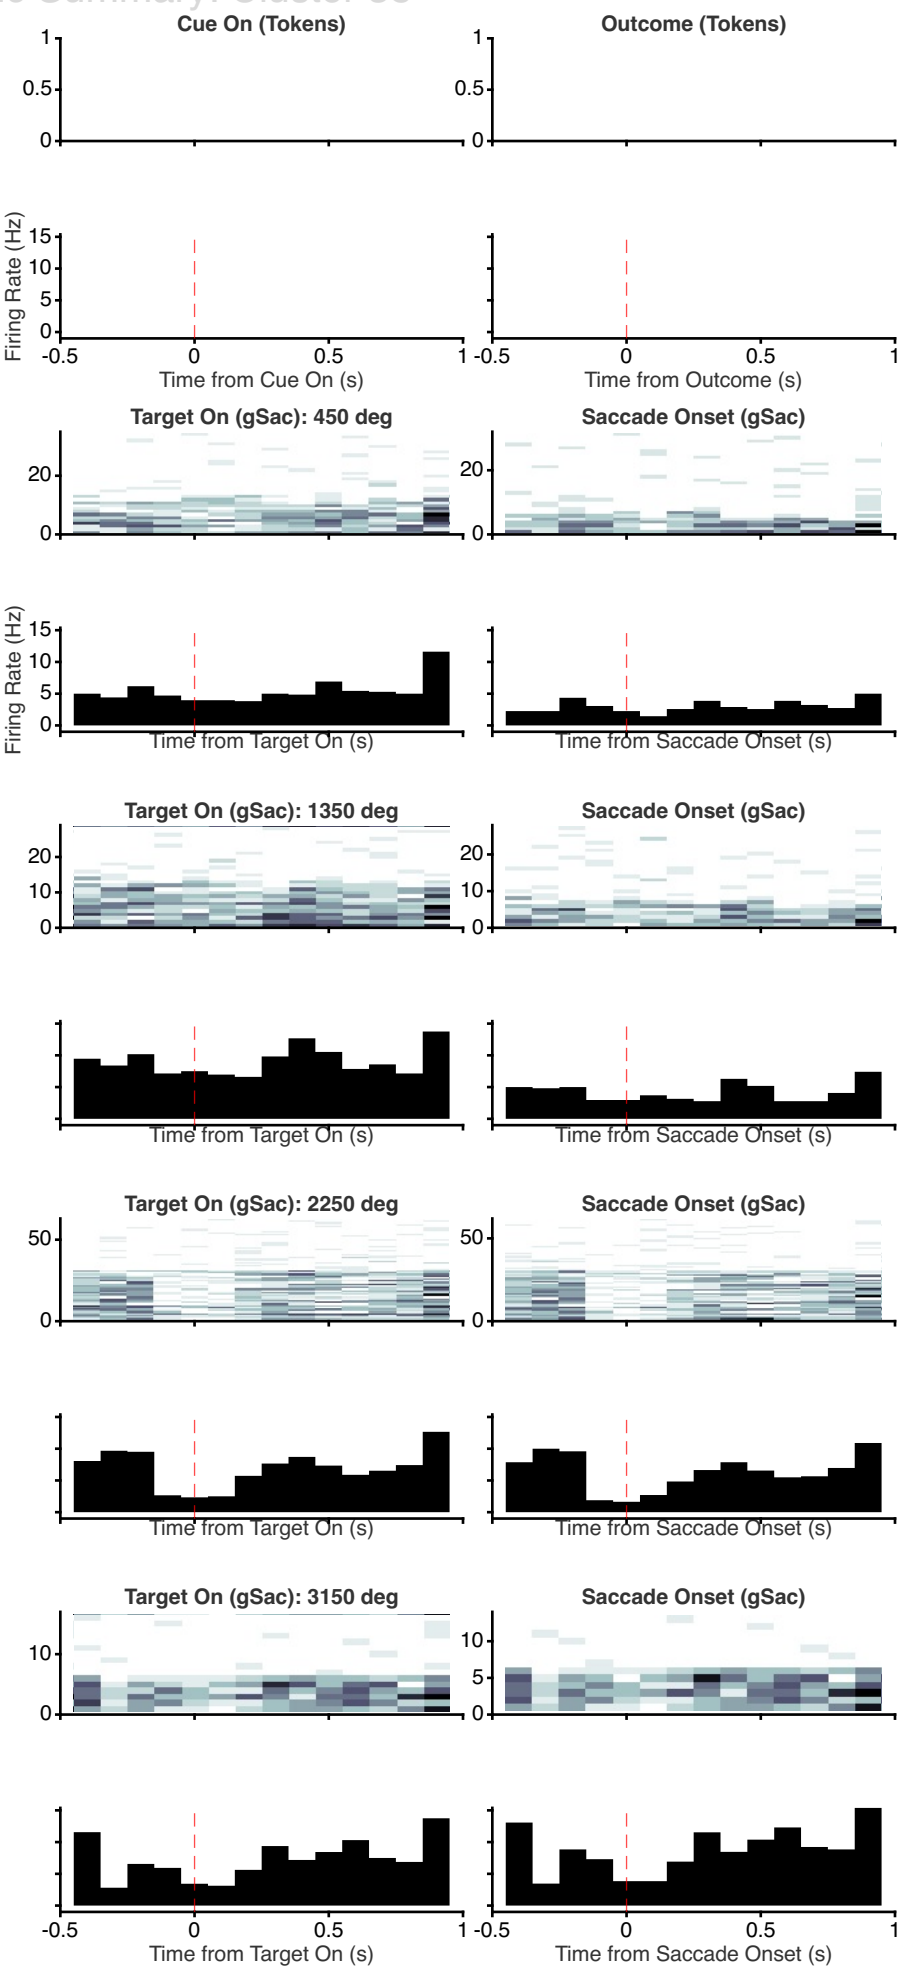 Summary: Cluster
Cue On (Tokens) Outcome (Tokens)
1 1
0.5 0.5
0 0
Firing Rate (Hz)
15
10
5
0
-0.5 0 0.5 1 -0.5 0 0.5 1
Time from Cue On (s) Time from Outcome (s)
Target On (gSac): 450 deg Saccade Onset (gSac)
20 20
0 0
Firing Rate (Hz)
15
10
5
0
Time from Target On (s) Time from Saccade Onset (s)
Target On (gSac): 1350 deg Saccade Onset (gSac)
20 20
10 10
0 0
Time from Target On (s) Time from Saccade Onset (s)
Target On (gSac): 2250 deg Saccade Onset (gSac)
50 50
0 0
Time from Target On (s) Time from Saccade Onset (s)
Target On (gSac): 3150 deg Saccade Onset (gSac)
10 10
5
0 0
-0.5 0 0.5 1 -0.5 0 0.5 1
Time from Target On (s) Time from Saccade Onset (s)